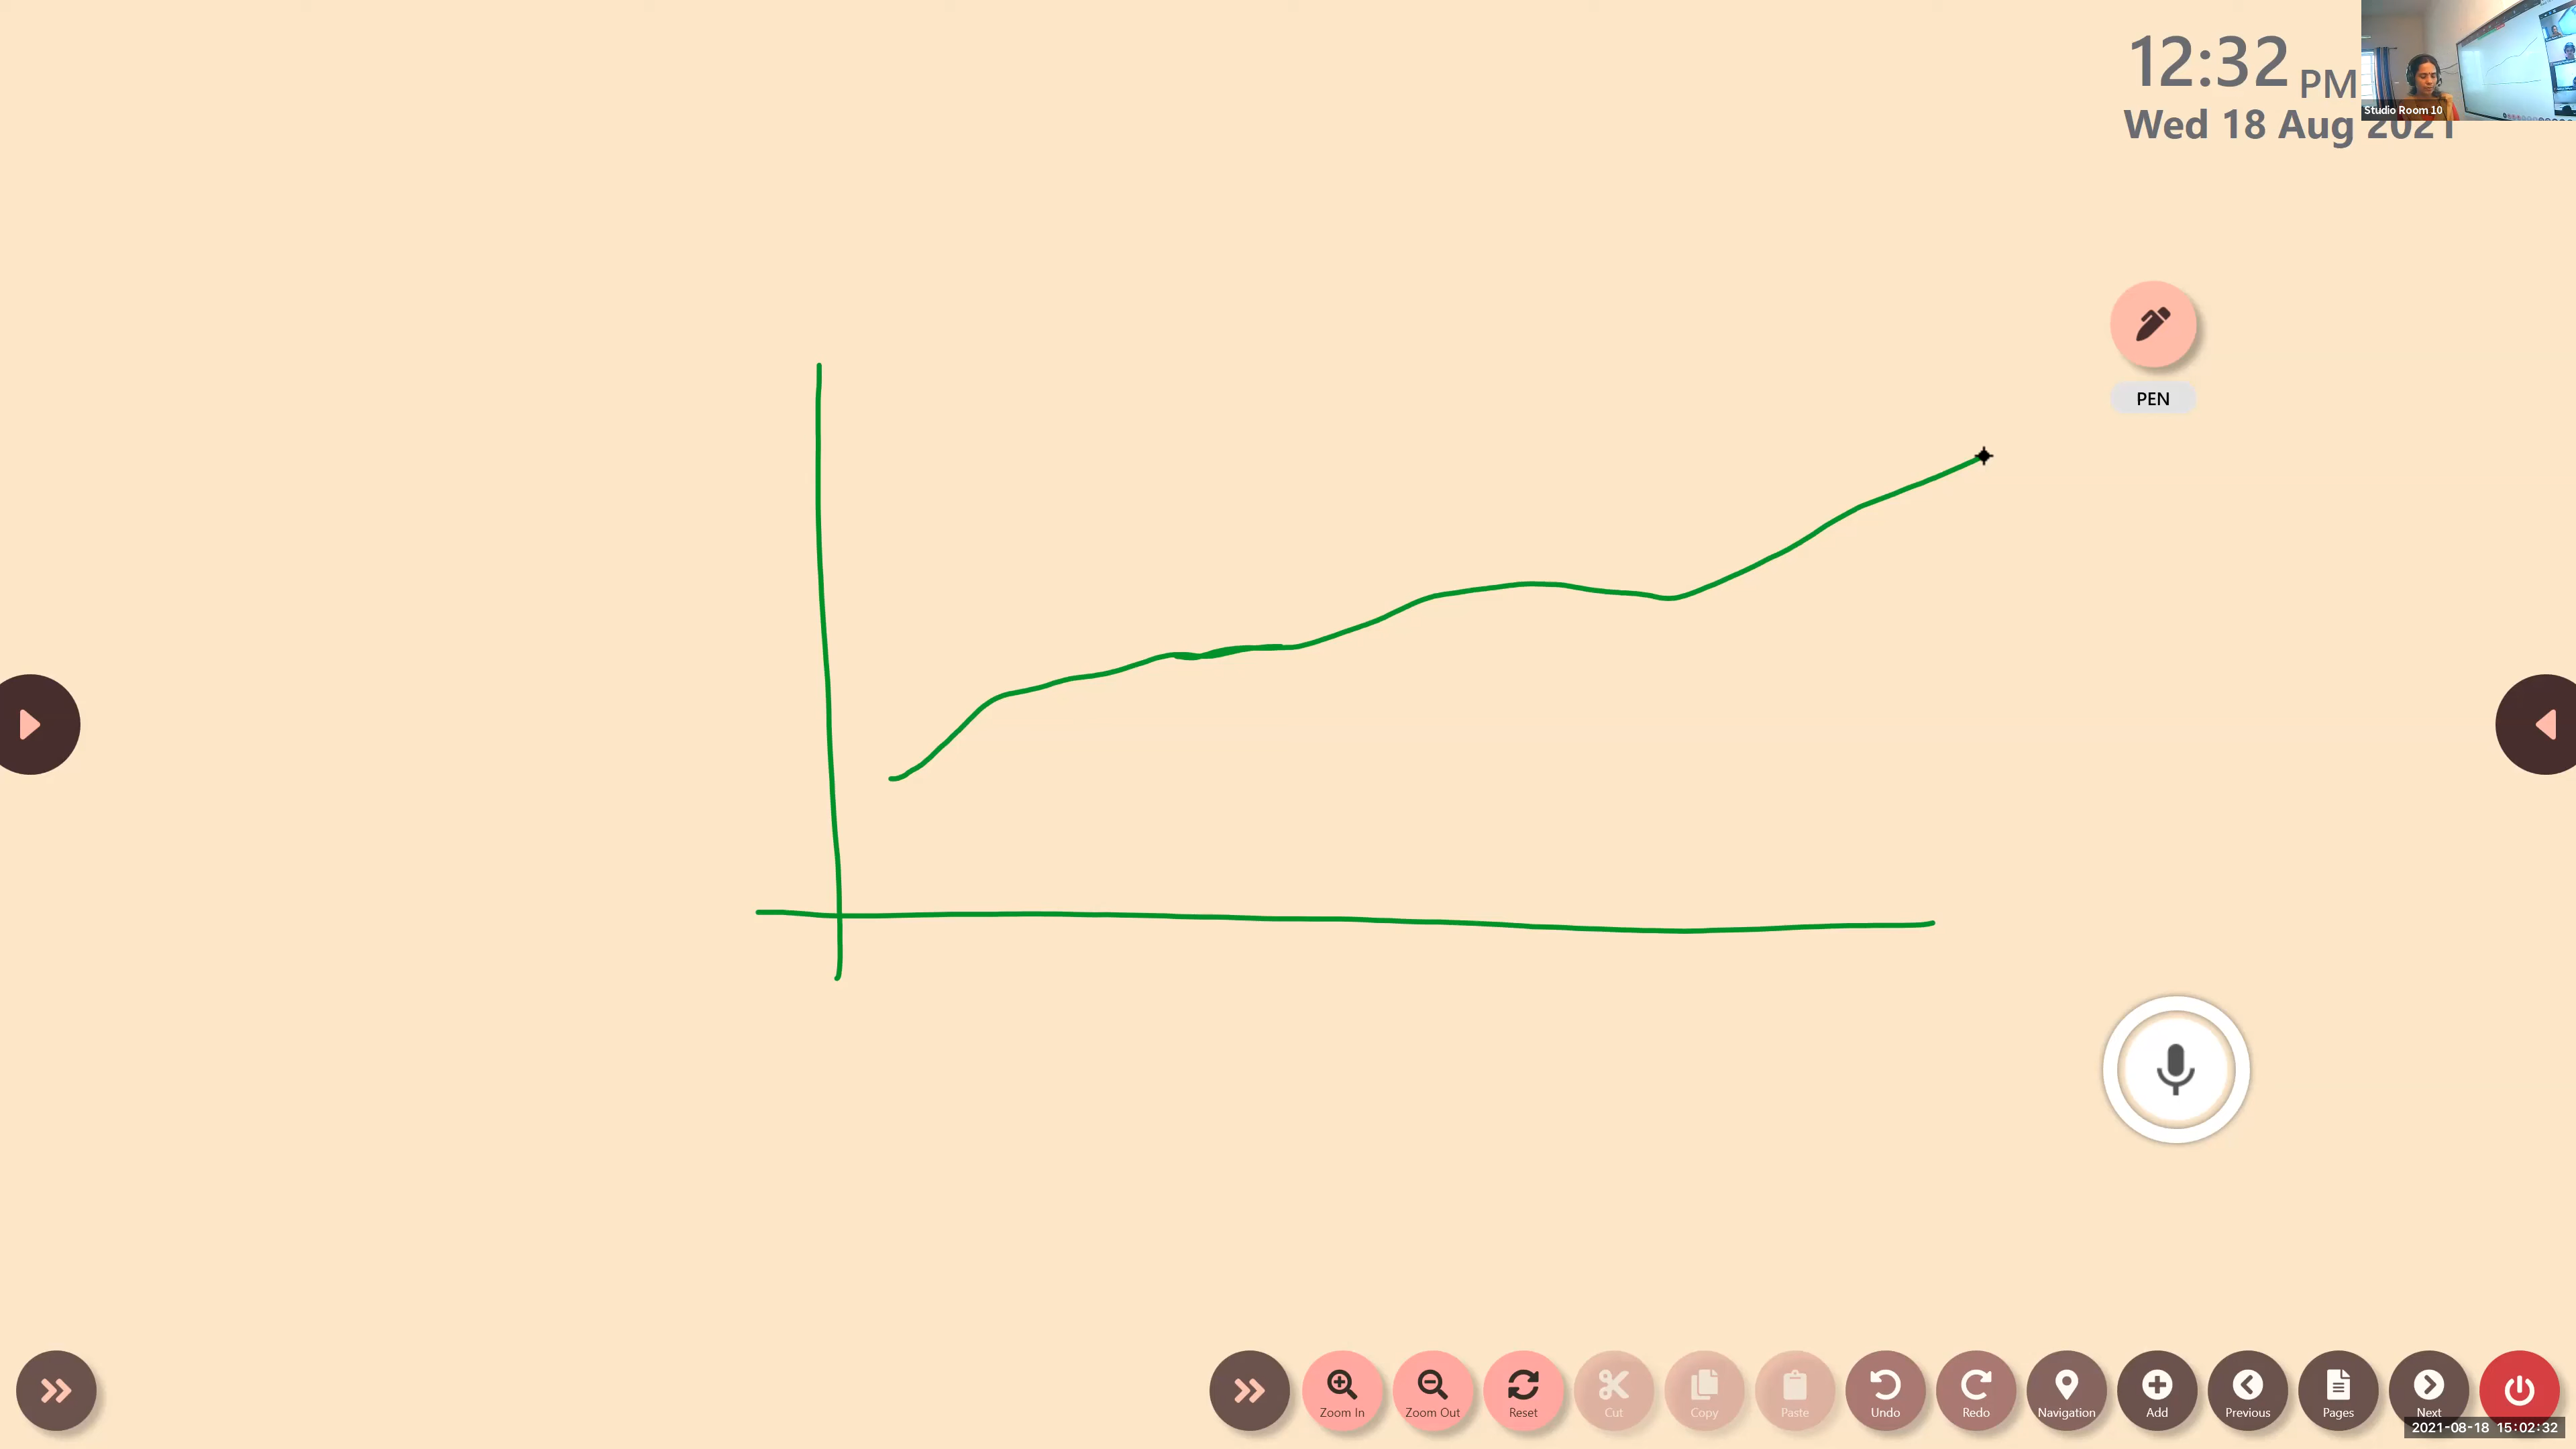 12:32 PM
Wed 18 Aug 2021
Studio Room 10
PEN
Zoom In
Zoom Out
Reset
Cut
Copy
Paste
Undo
Redo
Navigation
Add
Previous
Pages
Next
2021-08-18 15:02:32